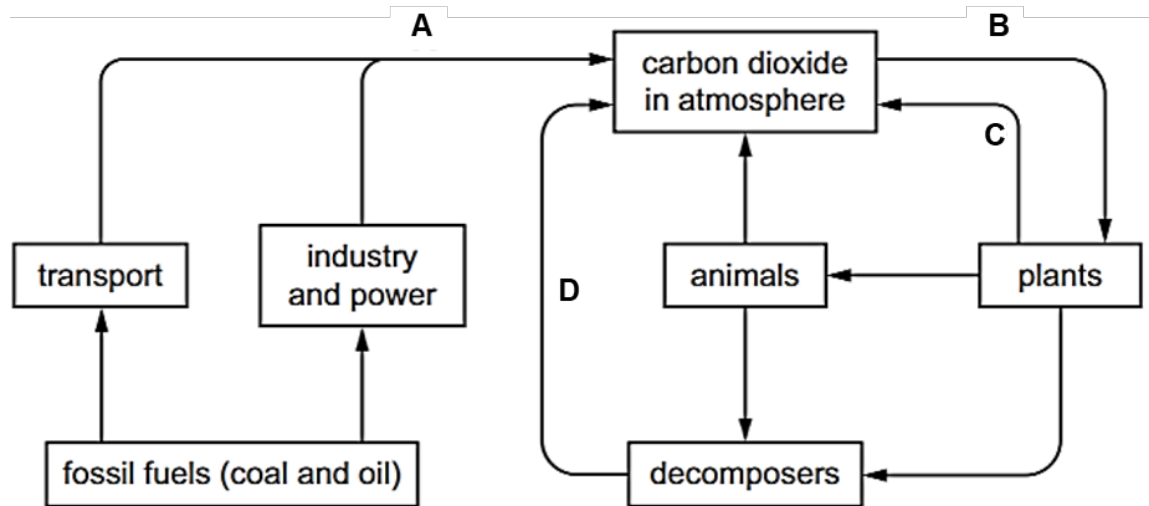 A
B
carbon dioxide
in atmosphere
C
transport
industry
and power
D
animals
plants
fossil fuels (coal and oil)
decomposers